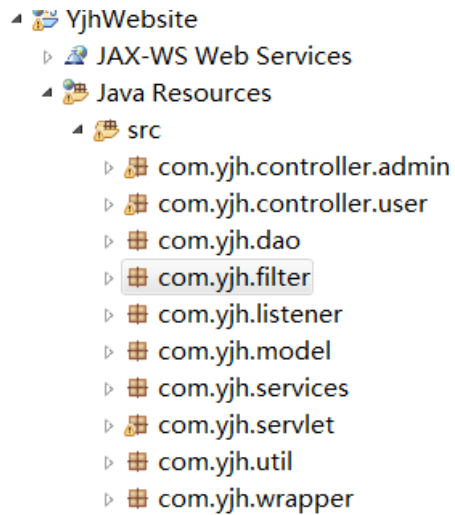 YjhWebsite
JAX-WS Web Services
Java Resources
src
com.yjh.controller.admin
com.yjh.controller.user
com.yjh.dao
com.yjh.filter
com.yjh.listener
com.yjh.model
com.yjh.services
com.yjh.servlet
com.yjh.util
com.yjh.wrapper